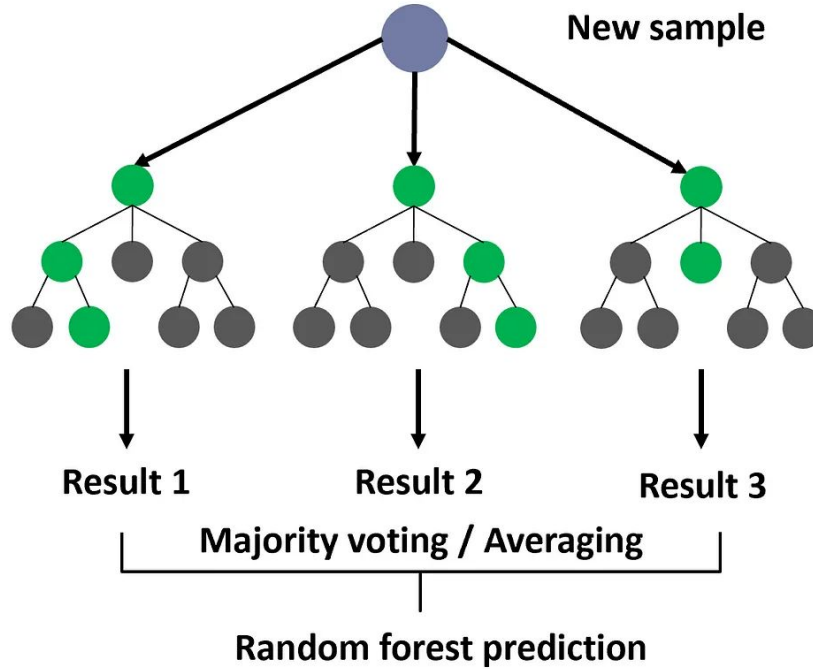 New sample
Result 1
Result 2
Result 3
Majority voting / Averaging
Random forest prediction